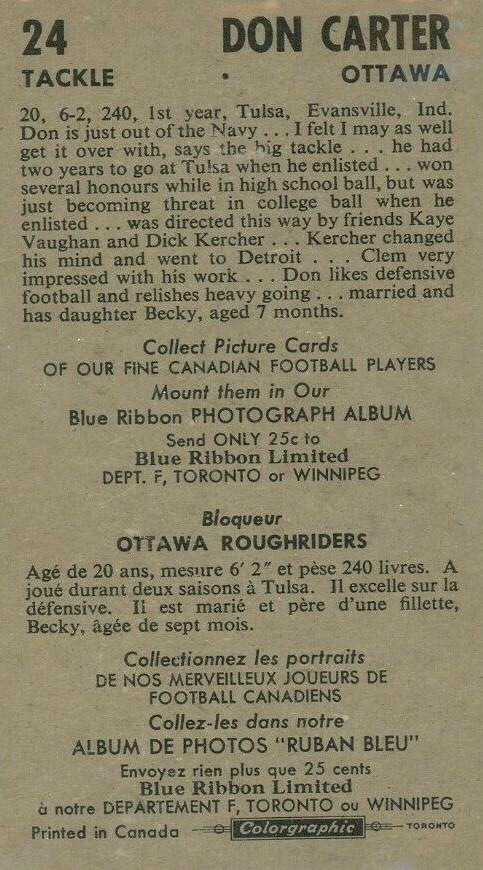 24 DON CARTER
TACKLE • OTTAWA
20, 6-2, 240, 1st year, Tulsa, Evansville, Ind.
Don is just out of the Navy . . . I felt I may as well
get it over with, says the big tackle . . . he had
two years to go at Tulsa when he enlisted . . . won
several honours while in high school ball, but was
just becoming threat in college ball when he
enlisted . . . was directed this way by friends Kaye
Vaughan and Dick Kercher . . . Kercher changed
his mind and went to Detroit . . . Clem very
impressed with his work . . . Don likes defensive
football and relishes heavy going . . . married and
has daughter Becky, aged 7 months.
Collect Picture Cards
OF OUR FINE CANADIAN FOOTBALL PLAYERS
Mount them in Our
Blue Ribbon PHOTOGRAPH ALBUM
Send ONLY 25c to
Blue Ribbon Limited
DEPT. F, TORONTO or WINNIPEG
Bloqueur
OTTAWA ROUGHRIDERS
Agé de 20 ans, mesure 6' 2" et pèse 240 livres. A
joué durant deux saisons à Tulsa. Il excelle sur la
défensive. Il est marié et père d'une fillette,
Becky, âgée de sept mois.
Collectionnez les portraits
DE NOS MERVEILLEUX JOUEURS DE
FOOTBALL CANADIENS
Collez-les dans notre
ALBUM DE PHOTOS "RUBAN BLEU"
Envoyez rien plus que 25 cents
Blue Ribbon Limited
à notre DEPARTEMENT F, TORONTO ou WINNIPEG
Printed in Canada Colorgraphic TORONTO